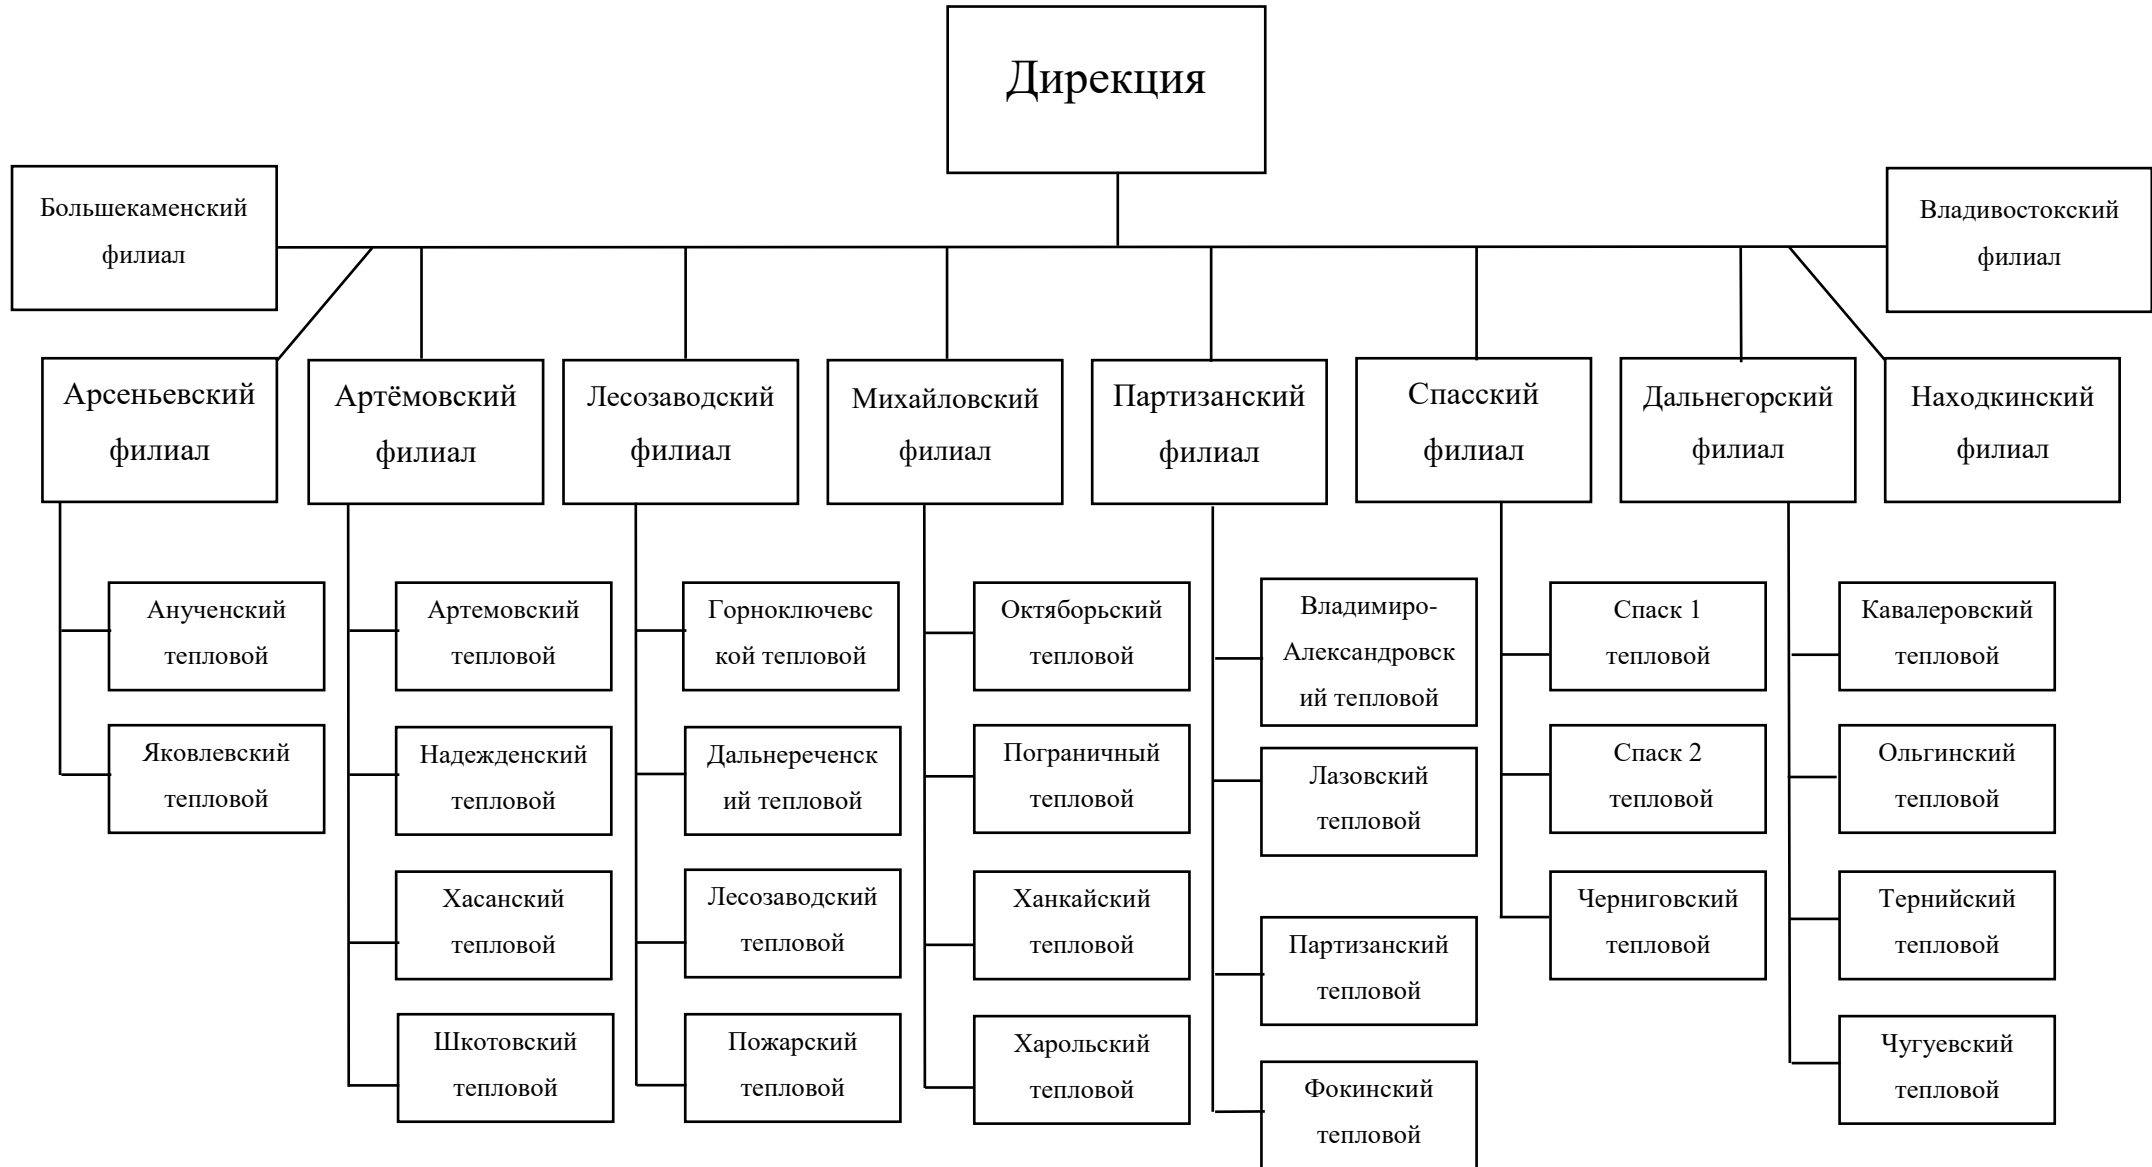 Дирекция
Большекаменский
филиал
Владивостокский
филиал
Арсеньевский
филиал
Артёмовский
филиал
Лесозаводский
филиал
Михайловский
филиал
Партизанский
филиал
Спасский
филиал
Дальнегорский
филиал
Находкинский
филиал
Анученский
тепловой
Яковлевский
тепловой
Артемовский
тепловой
Надежденский
тепловой
Хасанский
тепловой
Шкотовский
тепловой
Горноключевс
кой тепловой
Дальнереченск
ий тепловой
Лесозаводский
тепловой
Пожарский
тепловой
Октяборьский
тепловой
Пограничный
тепловой
Ханкайский
тепловой
Харольский
тепловой
Владимиро-
Александровск
ий тепловой
Лазовский
тепловой
Партизанский
тепловой
Фокинский
тепловой
Спаск 1
тепловой
Спаск 2
тепловой
Черниговский
тепловой
Кавалеровский
тепловой
Ольгинский
тепловой
Тернийский
тепловой
Чугуевский
тепловой